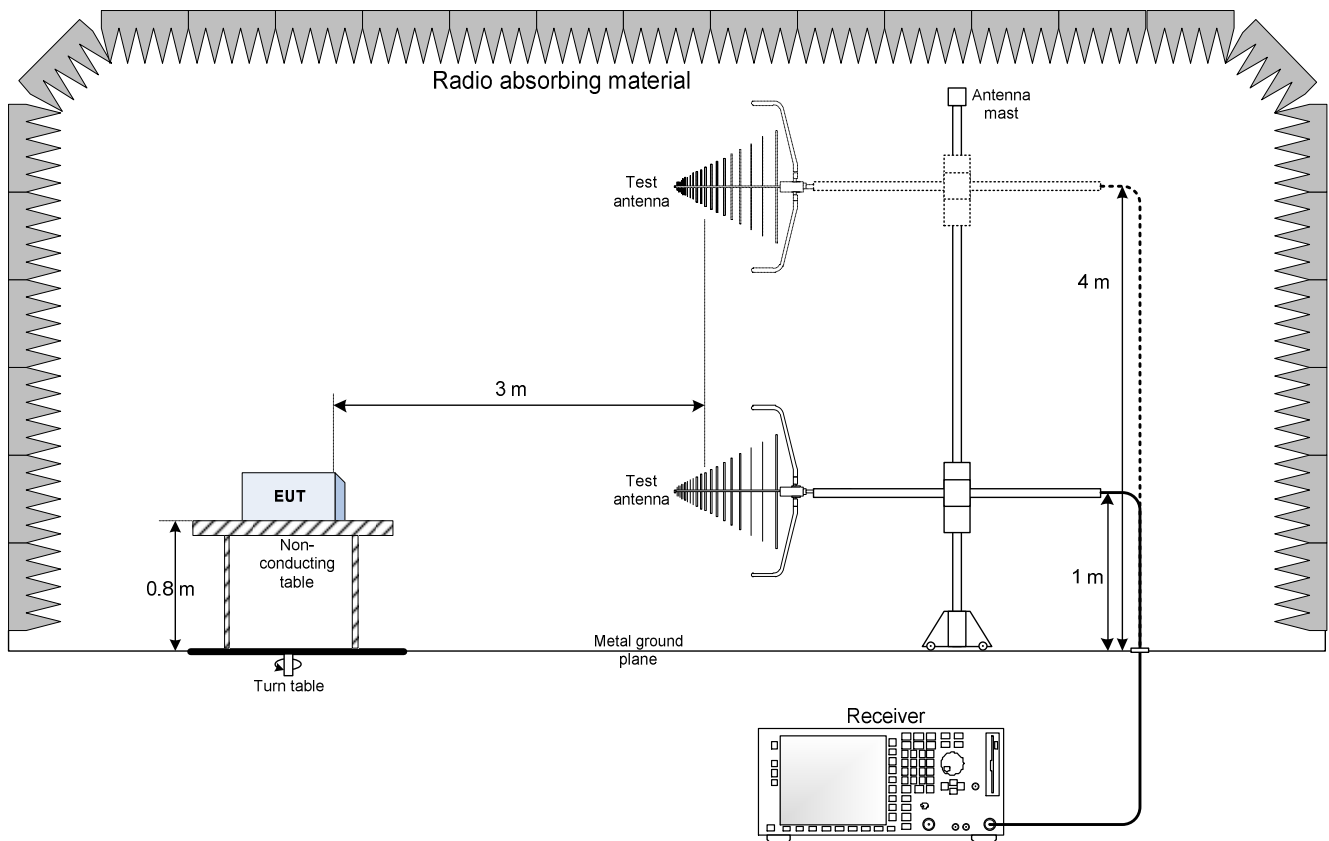 Radio absorbing material
Antenna
mast
Test
antenna
4 m
3 m
Test
antenna
EUT
Non-
conducting
table
0.8 m
1 m
Metal ground
plane
Turn table
Receiver